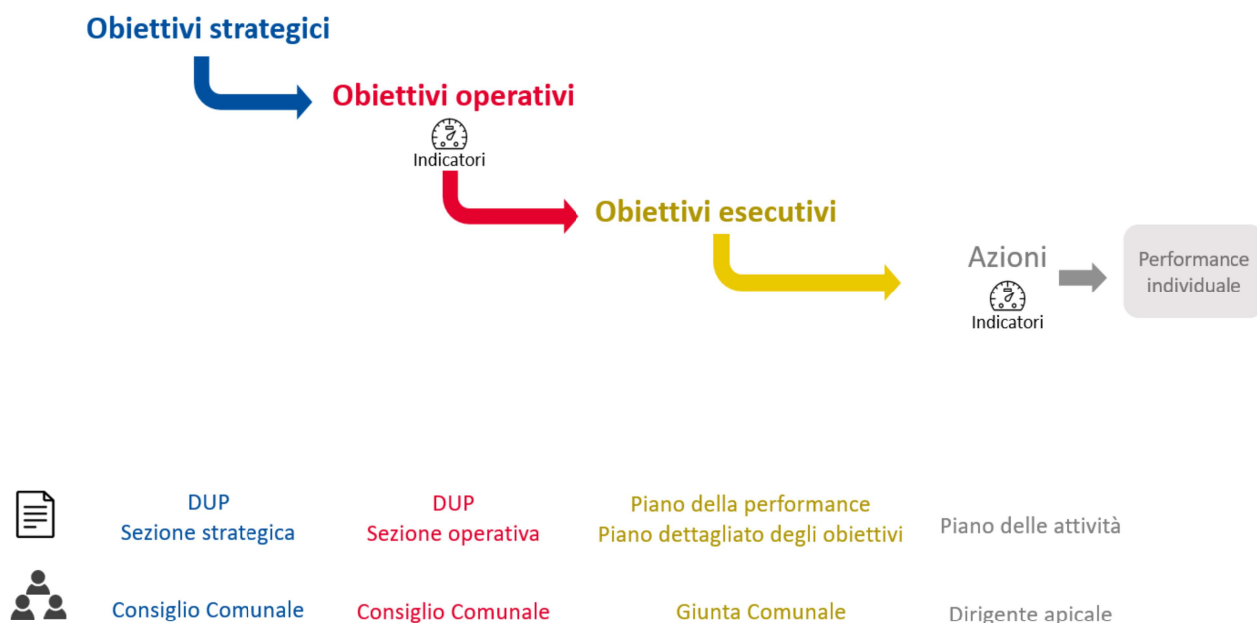 Obiettivi strategici
Obiettivi operativi
Indicatori
Obiettivi esecutivi
Azioni
Indicatori
Performance
individuale
DUP
Sezione strategica
DUP
Sezione operativa
Piano della performance
Piano dettagliato degli obiettivi
Piano delle attività
Consiglio Comunale
Consiglio Comunale
Giunta Comunale
Dirigente apicale